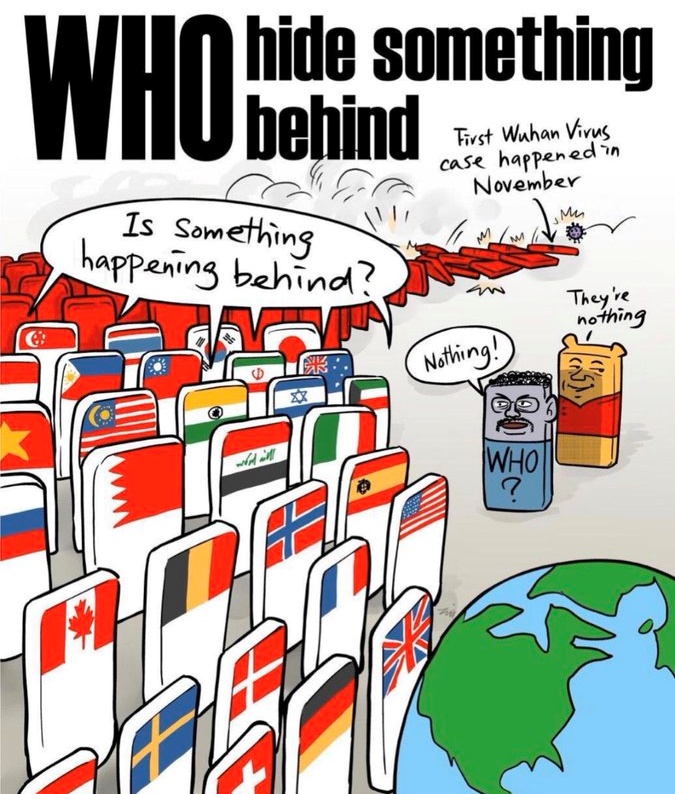 WHO hide something
behind
First Wuhan Virus
case happened in
November
Is Something
happening behind?
They're
nothing
Nothing!
WHO
?